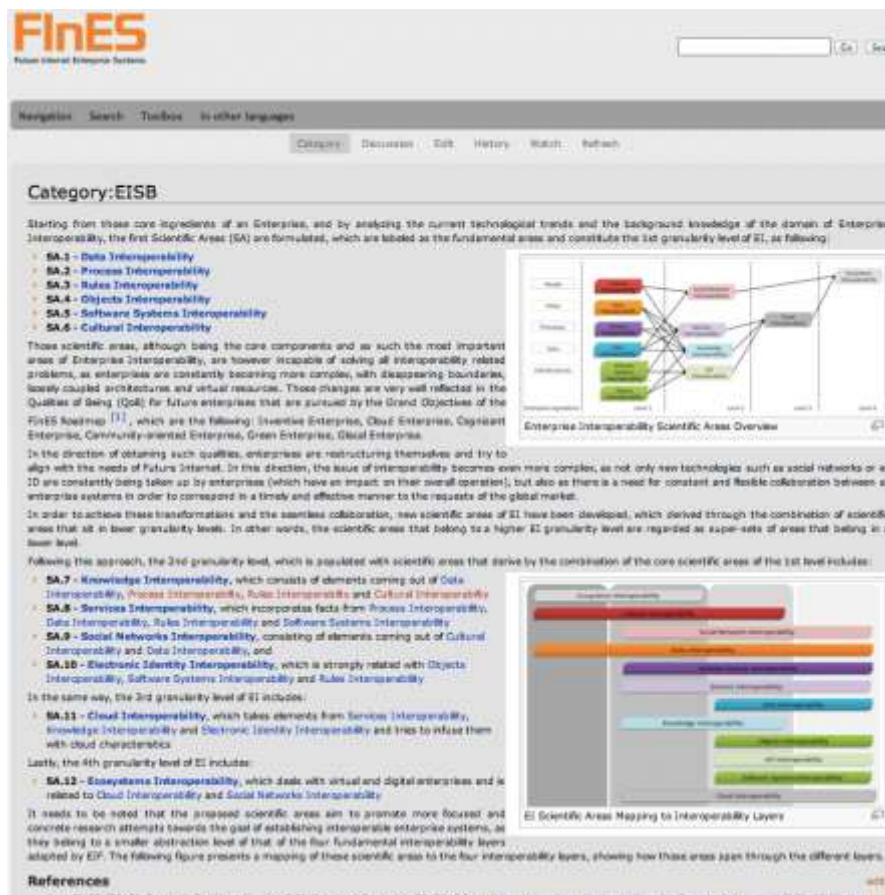 FInES
Future Internet Enterprise Systems
Go
Navigation Search Toolbox In other languages
Category Discussion Edit History Watch Refresh
Category:EISB
Starting from those core ingredients of an Enterprise, and by analyzing the current technological trends and the background knowledge of the domain of Enterprise
Interoperability, the first Scientific Areas (SA) are formulated, which are labeled as the fundamental areas and constitute the 1st granularity level of EI, as following:
SA.1 - Data Interoperability
SA.2 - Process Interoperability
SA.3 - Rules Interoperability
SA.4 - Objects Interoperability
SA.5 - Software Systems Interoperability
SA.6 - Cultural Interoperability
Those scientific areas, although being the core components and as such the most important
areas of Enterprise Interoperability, are however incapable of solving all interoperability related
problems, as enterprises are constantly becoming more complex, with disappearing boundaries,
loosely coupled architectures and virtual resources. Those changes are very well reflected in the
Qualities of Being (QoB) for future enterprises that are pursued by the Grand Objectives of the
FInES Roadmap [1] , which are the following: Inventive Enterprise, Cloud Enterprise, Cognizant
Enterprise, Community-oriented Enterprise, Green Enterprise, Glocal Enterprise.
Enterprise Interoperability Scientific Areas Overview
In the direction of obtaining such qualities, enterprises are restructuring themselves and try to
align with the needs of Future Internet. In this direction, the issue of interoperability becomes even more complex, as not only new technologies such as social networks or e-
ID are constantly being taken up by enterprises (which have an impact on their overall operation), but also as there is a need for constant and flexible collaboration between
enterprise systems in order to correspond in a timely and effective manner to the requests of the global market.
In order to achieve these transformations and the seamless collaboration, new scientific areas of EI have been developed, which derived through the combination of scientific
areas that sit in lower granularity levels. In other words, the scientific areas that belong to a higher EI granularity level are regarded as super-sets of areas that belong in a
lower level.
Following this approach, the 2nd granularity level, which is populated with scientific areas that derive by the combination of the core scientific areas of the 1st level includes:
SA.7 - Knowledge Interoperability, which consists of elements coming out of Data
Interoperability, Process Interoperability, Rules Interoperability and Cultural Interoperability
SA.8 - Services Interoperability, which incorporates facts from Process Interoperability,
Data Interoperability, Rules Interoperability and Software Systems Interoperability
SA.9 - Social Networks Interoperability, consisting of elements coming out of Cultural
Interoperability and Data Interoperability, and
SA.10 - Electronic Identity Interoperability, which is strongly related with Objects
Interoperability, Software Systems Interoperability and Rules Interoperability
In the same way, the 3rd granularity level of EI includes:
SA.11 - Cloud Interoperability, which takes elements from Services Interoperability,
Knowledge Interoperability and Electronic Identity Interoperability and tries to infuse them
with cloud characteristics
Lastly, the 4th granularity level of EI includes:
SA.12 - Ecosystems Interoperability, which deals with virtual and digital enterprises and is
related to Cloud Interoperability and Social Networks Interoperability
EI Scientific Areas Mapping to Interoperability Layers
It needs to be noted that the proposed scientific areas aim to promote more focused and
concrete research attempts towards the goal of establishing interoperable enterprise systems, as
they belong to a smaller abstraction level of that of the four fundamental interoperability layers
adopted by EIF. The following figure presents a mapping of these scientific areas to the four interoperability layers, showing how those areas span through the different layers.
References